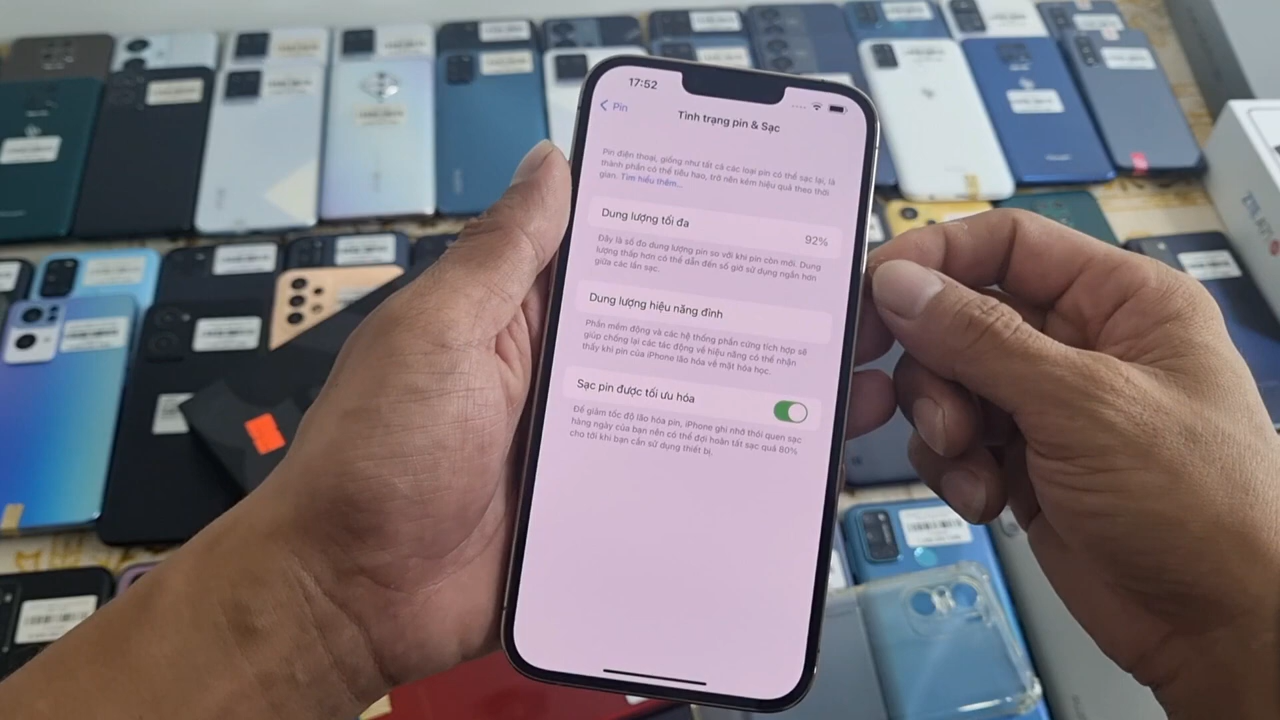 17:52
Pin
Tình trạng pin & Sạc
Pin điện thoại, giống như tất cả các loại pin có thể sạc lại, là
thành phần có thể tiêu hao, trở nên kém hiệu quả theo thời
gian. Tìm hiểu thêm...
Dung lượng tối đa
92%
Đây là số đo dung lượng pin so với khi pin còn mới. Dung
lượng thấp hơn có thể dẫn đến số giờ sử dụng ngắn hơn
giữa các lần sạc.
Dung lượng hiệu năng đỉnh
Phần mềm động và các hệ thống phần cứng tích hợp sẽ
giúp chống lại các tác động về hiệu năng có thể nhận
thấy khi pin của iPhone lão hóa về mặt hóa học.
Sạc pin được tối ưu hóa
Để giảm tốc độ lão hóa pin, iPhone ghi nhớ thói quen sạc
hàng ngày của bạn nên có thể đợi hoàn tất sạc quá 80%
cho tới khi bạn cần sử dụng thiết bị.